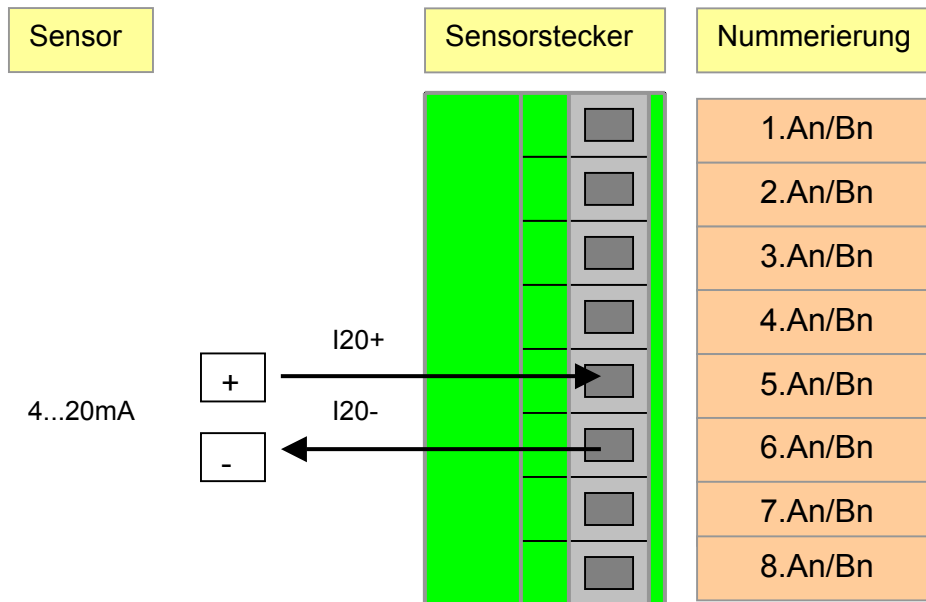 Sensor
Sensorstecker
Nummerierung
1.An/Bn
2.An/Bn
3.An/Bn
4.An/Bn
I20+
+
5.An/Bn
4...20mA
I20-
-
6.An/Bn
7.An/Bn
8.An/Bn